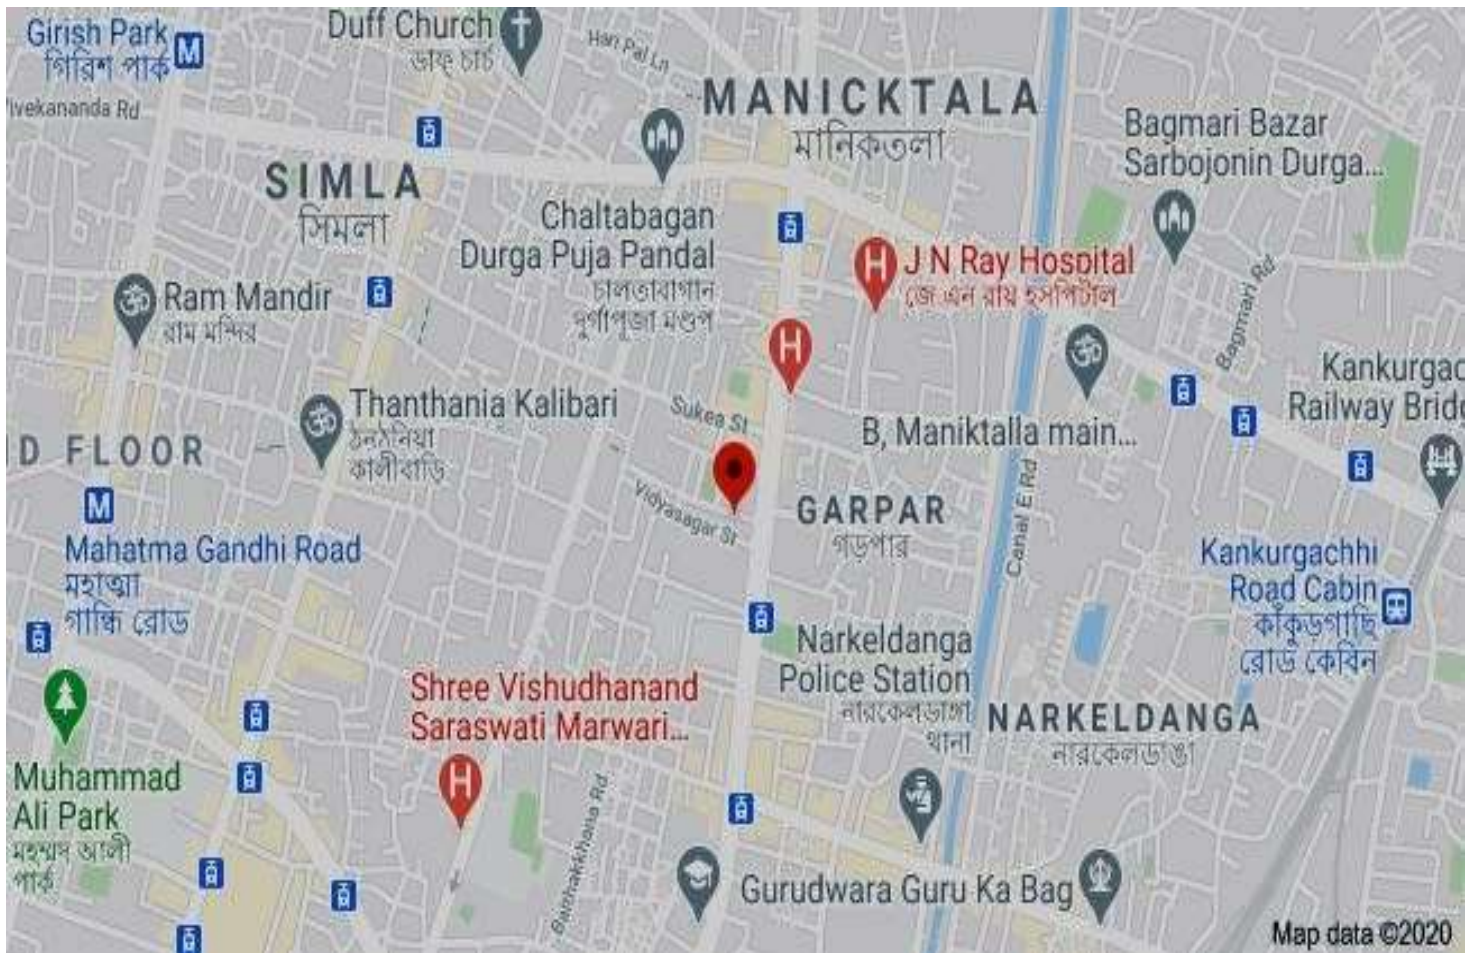 Girish Park
গিরিশ পার্ক
Vivekananda Rd
Duff Church
ডাফ্ চার্চ
Hari Pal Ln
MANICKTALA
মানিকতলা
Bagmari Bazar
Sarbojonin Durga...
SIMLA
সিমলা
Chaltabagan
Durga Puja Pandal
চালতাবাগান
দুর্গাপূজা মণ্ডপ
J N Ray Hospital
জে এন রায় হসপিটাল
Ram Mandir
রাম মন্দির
Bagmari Rd
Kankurgac
Railway Bridg
Thanthania Kalibari
ঠনঠনিয়া
কালীবাড়ি
Sukea St
B, Maniktalla main...
D FLOOR
Vidyasagar St
GARPAR
গড়পার
Canal E Rd
Mahatma Gandhi Road
মহাত্মা
গান্ধি রোড
Kankurgachhi
Road Cabin
কাঁকুড়গাছি
রোড কেবিন
Narkeldanga
Police Station
নারকেলডাঙ্গা
থানা
Shree Vishudhanand
Saraswati Marwari...
NARKELDANGA
নারকেলডাঙা
Muhammad
Ali Park
মহম্মদ আলী
পার্ক
Baithakkhana Rd
Gurudwara Guru Ka Bag
Map data ©2020